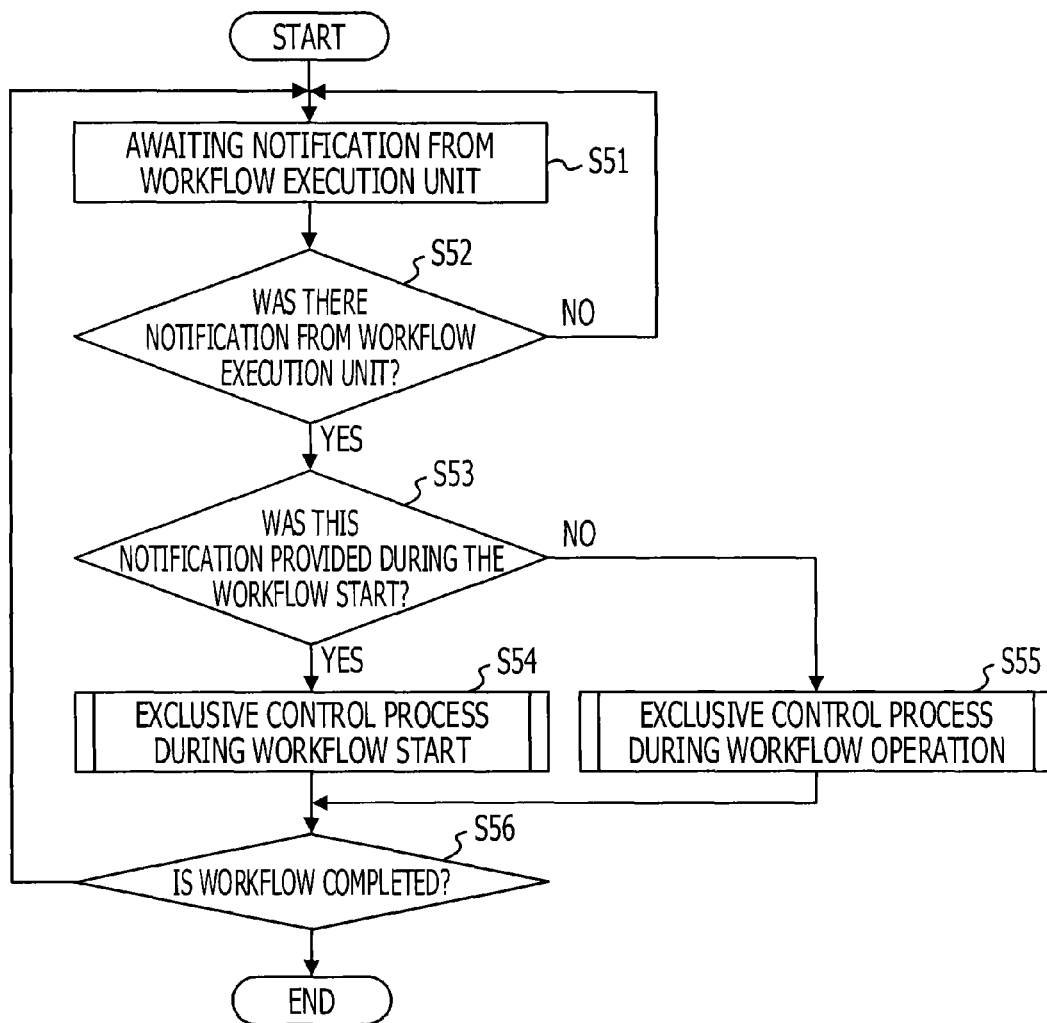 START
AWAITING NOTIFICATION FROM
WORKFLOW EXECUTION UNIT
S51
S52
WAS THERE
NOTIFICATION FROM WORKFLOW
EXECUTION UNIT?
NO
YES
S53
WAS THIS
NOTIFICATION PROVIDED DURING THE
WORKFLOW START?
NO
YES
S54
EXCLUSIVE CONTROL PROCESS
DURING WORKFLOW START
S55
EXCLUSIVE CONTROL PROCESS
DURING WORKFLOW OPERATION
S56
IS WORKFLOW COMPLETED?
END